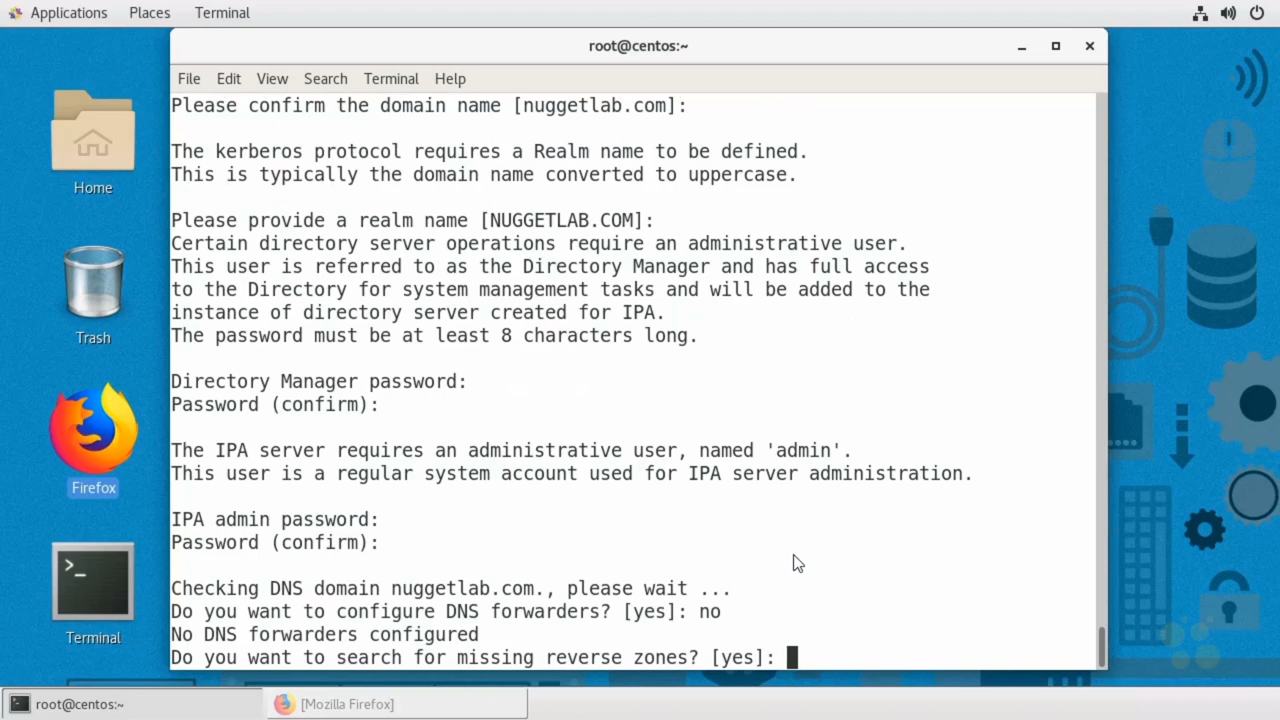 Applications Places Terminal
root@centos:~
File Edit View Search Terminal Help
Please confirm the domain name [nuggetlab.com]:
The kerberos protocol requires a Realm name to be defined.
This is typically the domain name converted to uppercase.
Please provide a realm name [NUGGETLAB.COM]:
Certain directory server operations require an administrative user.
This user is referred to as the Directory Manager and has full access
to the Directory for system management tasks and will be added to the
instance of directory server created for IPA.
The password must be at least 8 characters long.
Directory Manager password:
Password (confirm):
The IPA server requires an administrative user, named 'admin'.
This user is a regular system account used for IPA server administration.
IPA admin password:
Password (confirm):
Checking DNS domain nuggetlab.com., please wait ...
Do you want to configure DNS forwarders? [yes]: no
No DNS forwarders configured
Do you want to search for missing reverse zones? [yes]:
Home
Trash
Firefox
>_
Terminal
root@centos:~
[Mozilla Firefox]